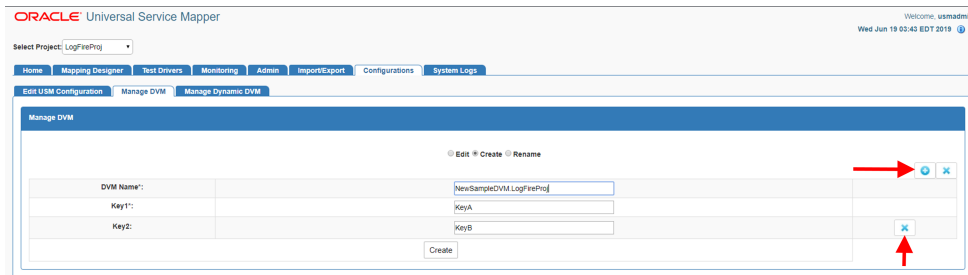 ORACLE® Universal Service Mapper
Welcome, usmadmi
Wed Jun 19 03:43 EDT 2019
Select Project: LogFireProj
Home Mapping Designer Test Drivers Monitoring Admin Import/Export Configurations System Logs
Edit USM Configuration Manage DVM Manage Dynamic DVM
Manage DVM
Edit Create Rename
DVM Name*: NewSampleDVM.LogFireProj
Key1*: KeyA
Key2: KeyB
Create